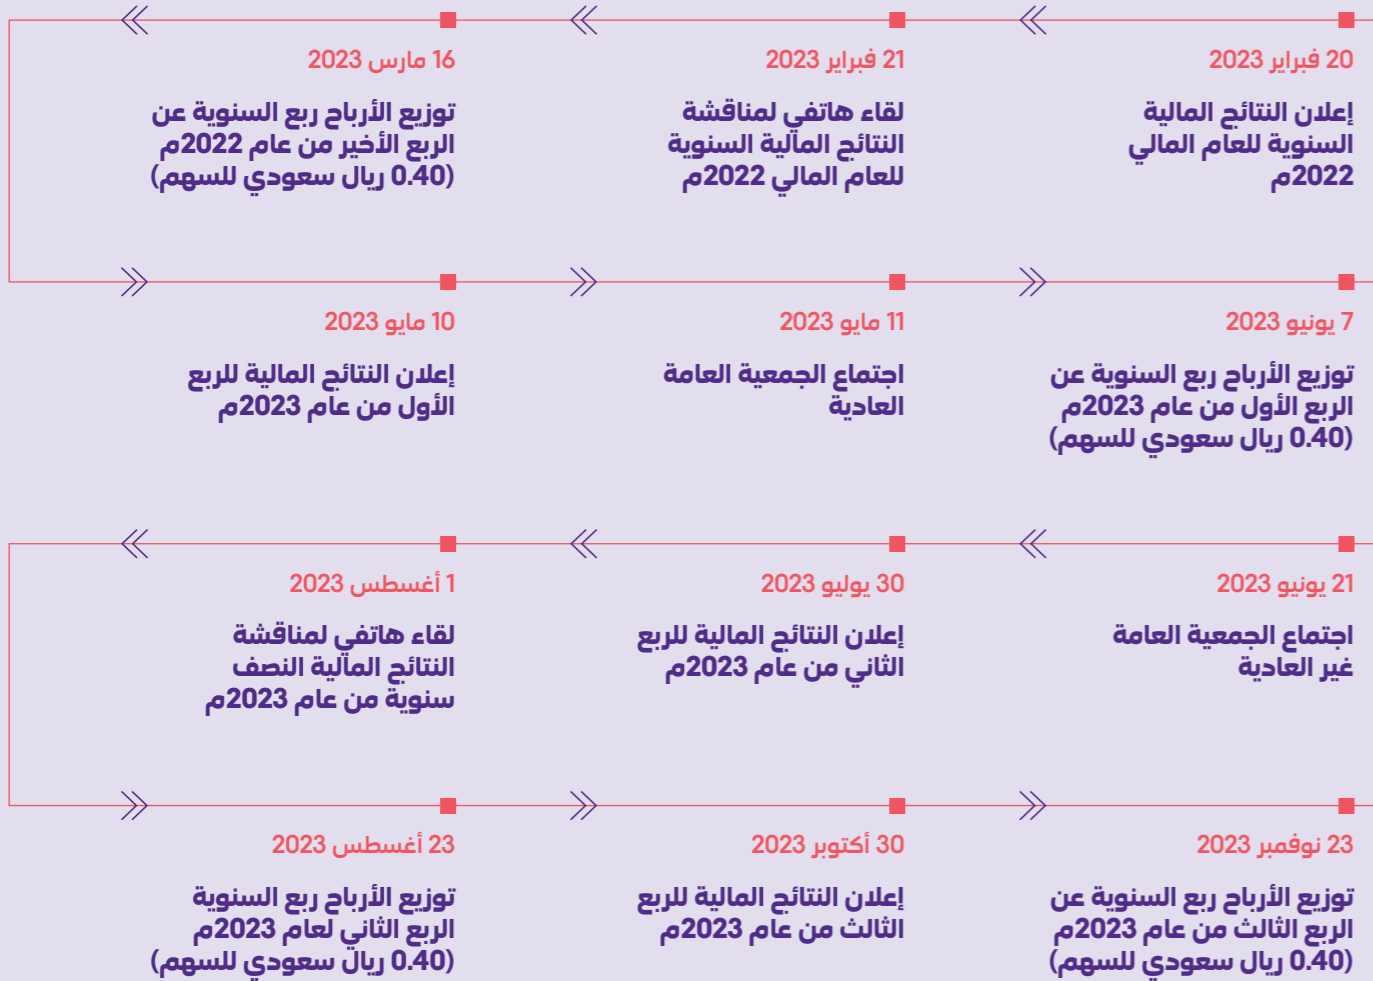 20 فبراير 2023
إعلان النتائج المالية
السنوية للعام المالي
2022م
21 فبراير 2023
لقاء هاتفي لمناقشة
النتائج المالية السنوية
للعام المالي 2022م
16 مارس 2023
توزيع الأرباح ربع السنوية عن
الربع الأخير من عام 2022م
(0.40 ريال سعودي للسهم)
10 مايو 2023
إعلان النتائج المالية للربع
الأول من عام 2023م
11 مايو 2023
اجتماع الجمعية العامة
العادية
7 يونيو 2023
توزيع الأرباح ربع السنوية عن
الربع الأول من عام 2023م
(0.40 ريال سعودي للسهم)
21 يونيو 2023
اجتماع الجمعية العامة
غير العادية
30 يوليو 2023
إعلان النتائج المالية للربع
الثاني من عام 2023م
1 أغسطس 2023
لقاء هاتفي لمناقشة
النتائج المالية النصف
سنوية من عام 2023م
23 أغسطس 2023
توزيع الأرباح ربع السنوية
الربع الثاني لعام 2023م
(0.40 ريال سعودي للسهم)
30 أكتوبر 2023
إعلان النتائج المالية للربع
الثالث من عام 2023م
23 نوفمبر 2023
توزيع الأرباح ربع السنوية عن
الربع الثالث من عام 2023م
(0.40 ريال سعودي للسهم)